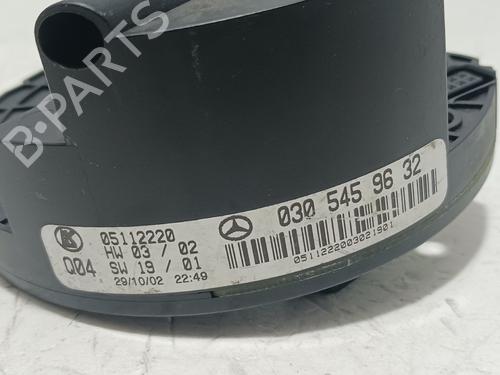 B-PARTS
05112220
HW 03 / 02
Q04 SW 19 / 01
29/10/02 22:49
030 545 96 32
0511222003021901